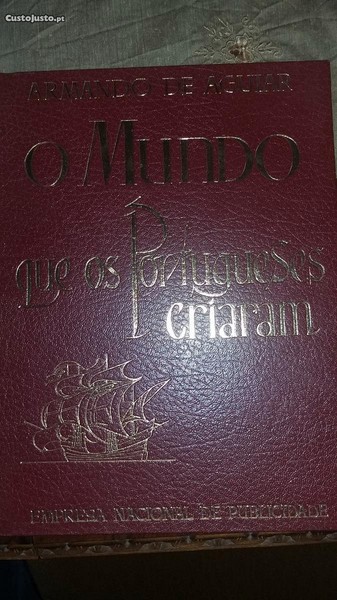 CustoJusto.pt
ARMANDO DE AGUIAR
O MUNDO
Que os Portugueses
criaram
EMPRESA NACIONAL DE PUBLICIDADE